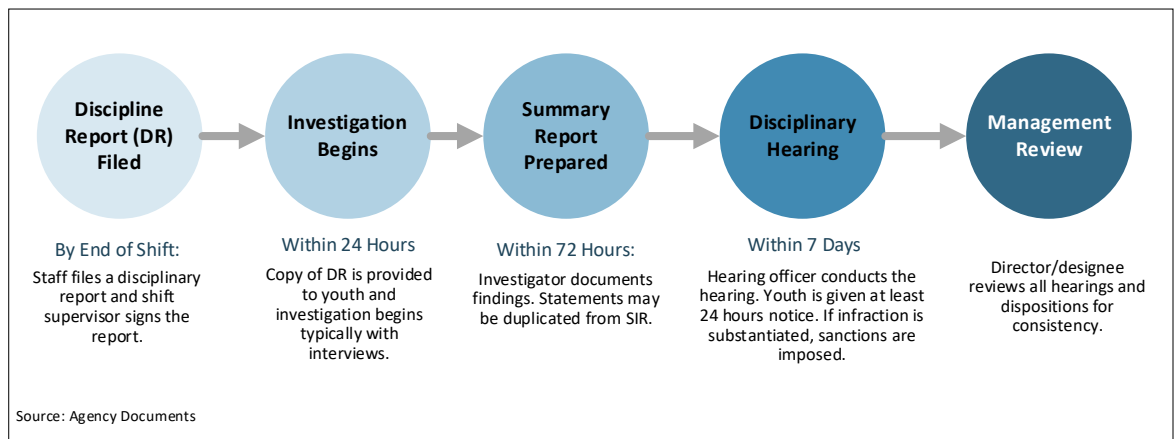 Discipline
Report (DR)
Filed
Investigation
Begins
Summary
Report
Prepared
Disciplinary
Hearing
Management
Review
By End of Shift:
Staff files a disciplinary
report and shift
supervisor signs the
report.
Within 24 Hours
Copy of DR is provided
to youth and
investigation begins
typically with
interviews.
Within 72 Hours:
Investigator documents
findings. Statements may
be duplicated from SIR.
Within 7 Days
Hearing officer conducts the
hearing. Youth is given at least
24 hours notice. If infraction is
substantiated, sanctions are
imposed.
Director/designee
reviews all hearings and
dispositions for
consistency.
Source: Agency Documents